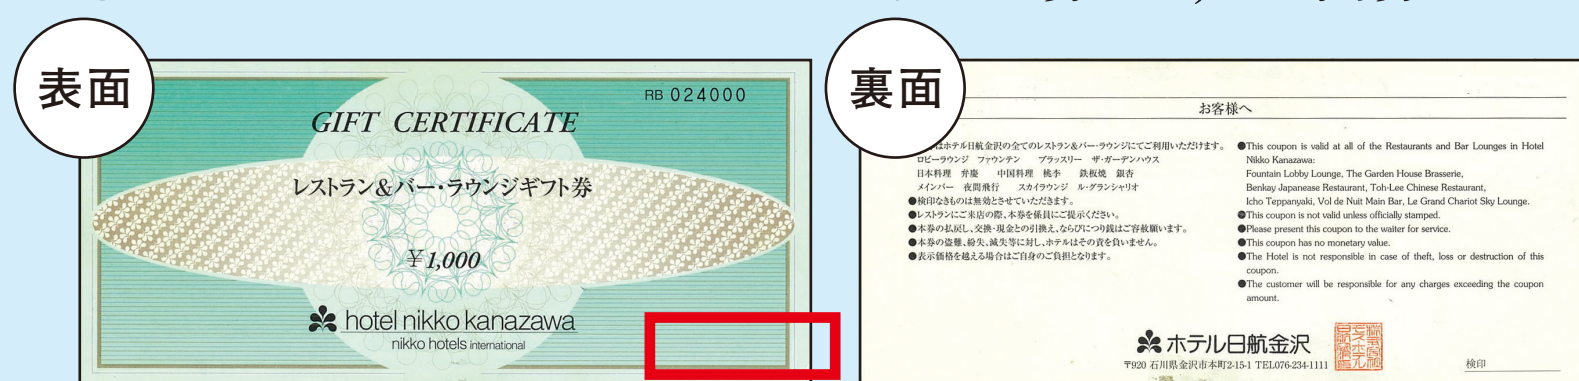 表面
RB 024000
GIFT CERTIFICATE
レストラン&バー・ラウンジギフト券
¥1,000
hotel nikko kanazawa
nikko hotels international
裏面
お客様へ
はホテル日航金沢の全てのレストラン&バー・ラウンジにてご利用いただけます。
ロビーラウンジ ファウンテン ブラッスリー ザ・ガーデンハウス
日本料理 弁慶 中国料理 桃李 鉄板焼 銀杏
メインバー 夜間飛行 スカイラウンジ ル・グランシャリオ
●検印なきものは無効とさせていただきます。
●レストランにご来店の際、本券を係員にご提示ください。
●本券の払戻し、交換・現金との引換え、ならびにつり銭はご容赦願います。
●本券の盗難、紛失、滅失等に対し、ホテルはその責を負いません。
●表示価格を越える場合はご自身のご負担となります。
●This coupon is valid at all of the Restaurants and Bar Lounges in Hotel
Nikko Kanazawa:
Fountain Lobby Lounge, The Garden House Brasserie,
Benkay Japanease Restaurant, Toh-Lee Chinese Restaurant,
Icho Teppanyaki, Vol de Nuit Main Bar, Le Grand Chariot Sky Lounge.
●This coupon is not valid unless officially stamped.
●Please present this coupon to the waiter for service.
●This coupon has no monetary value.
●The Hotel is not responsible in case of theft, loss or destruction of this
coupon.
●The customer will be responsible for any charges exceeding the coupon
amount.
ホテル日航金沢
〒920 石川県金沢市本町2-15-1 TEL076-234-1111
検印